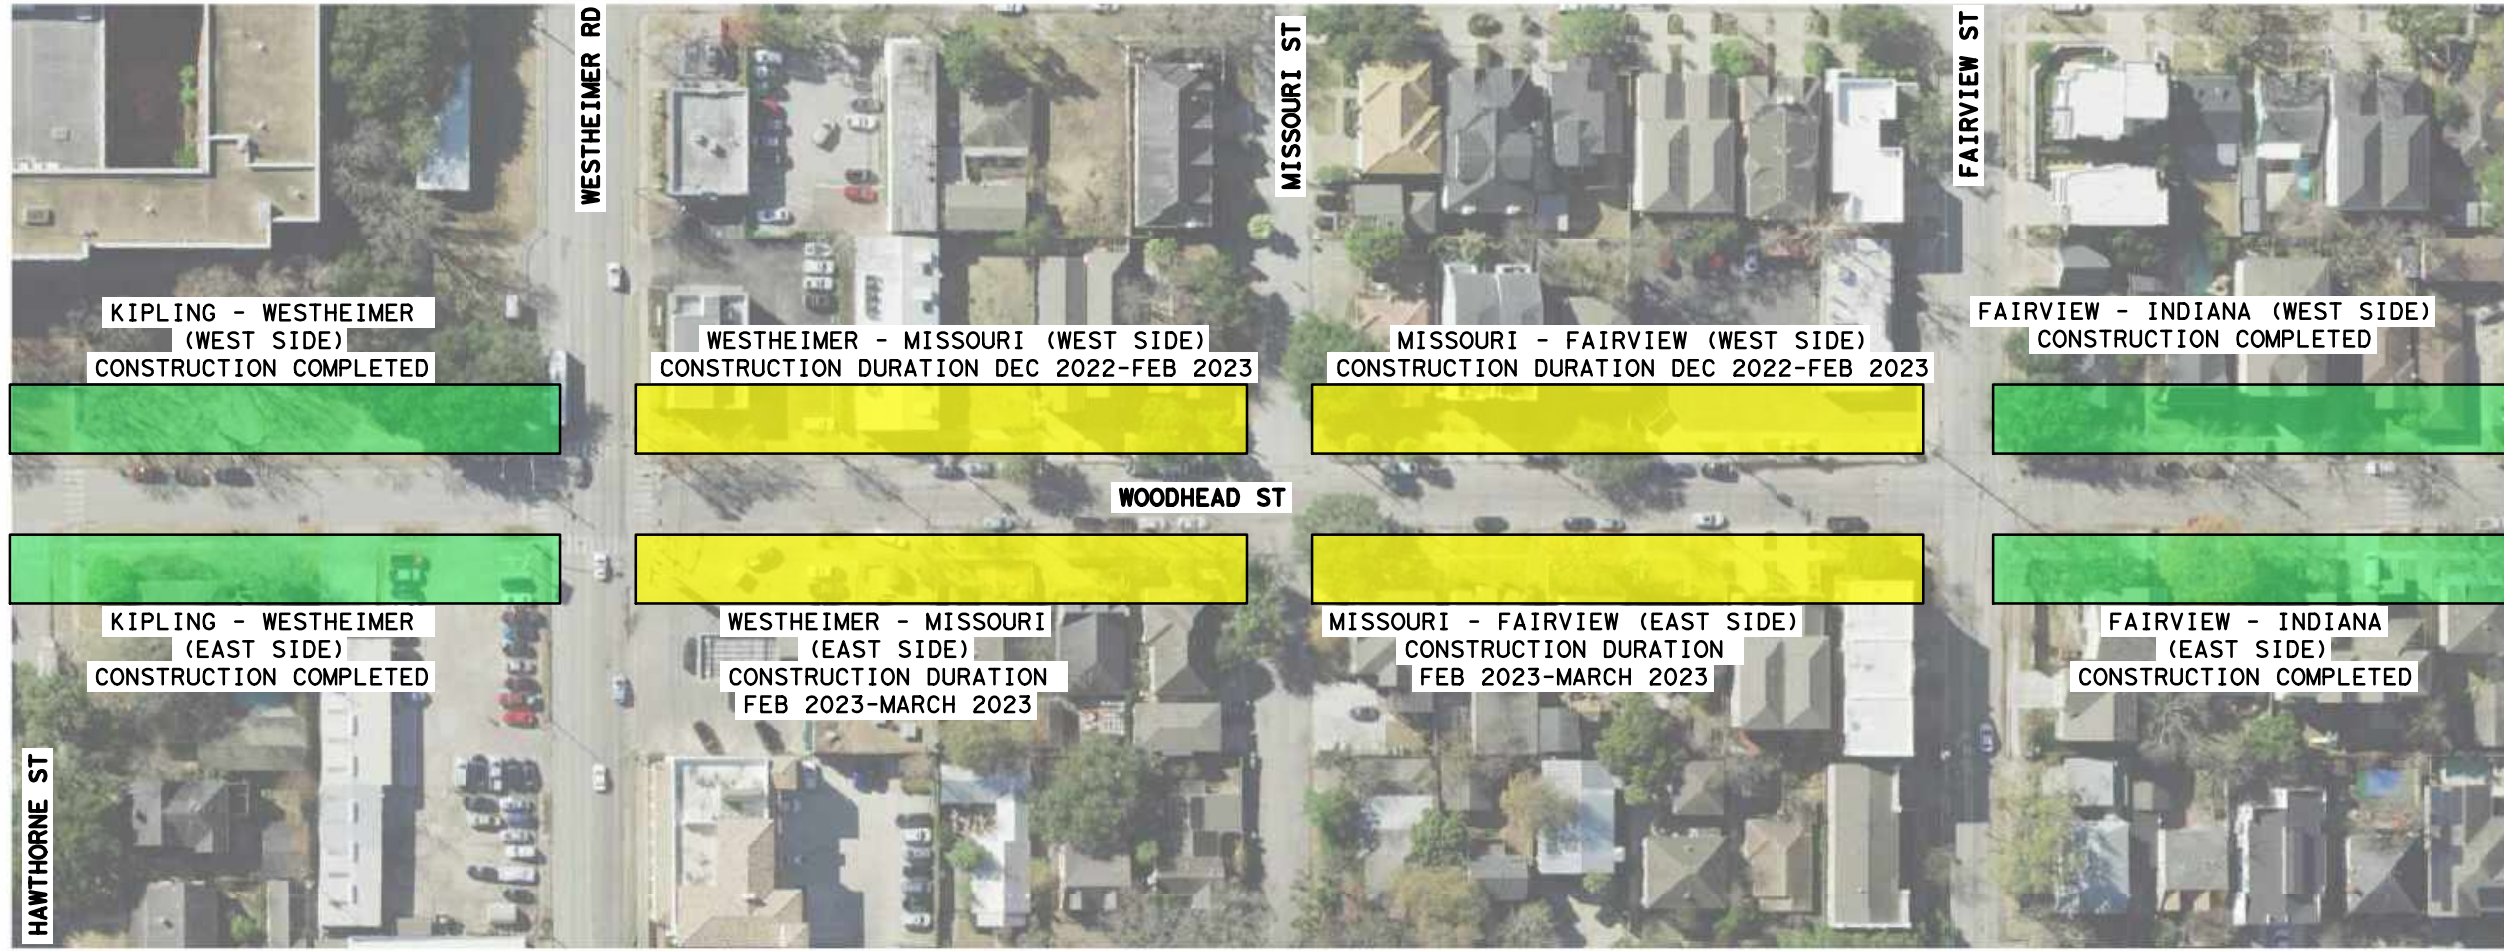 WESTHEIMER RD
MISSOURI ST
FAIRVIEW ST
KIPLING - WESTHEIMER
(WEST SIDE)
CONSTRUCTION COMPLETED
WESTHEIMER - MISSOURI (WEST SIDE)
CONSTRUCTION DURATION DEC 2022-FEB 2023
MISSOURI - FAIRVIEW (WEST SIDE)
CONSTRUCTION DURATION DEC 2022-FEB 2023
FAIRVIEW - INDIANA (WEST SIDE)
CONSTRUCTION COMPLETED
WOODHEAD ST
KIPLING - WESTHEIMER
(EAST SIDE)
CONSTRUCTION COMPLETED
WESTHEIMER - MISSOURI
(EAST SIDE)
CONSTRUCTION DURATION
FEB 2023-MARCH 2023
MISSOURI - FAIRVIEW (EAST SIDE)
CONSTRUCTION DURATION
FEB 2023-MARCH 2023
FAIRVIEW - INDIANA
(EAST SIDE)
CONSTRUCTION COMPLETED
HAWTHORNE ST